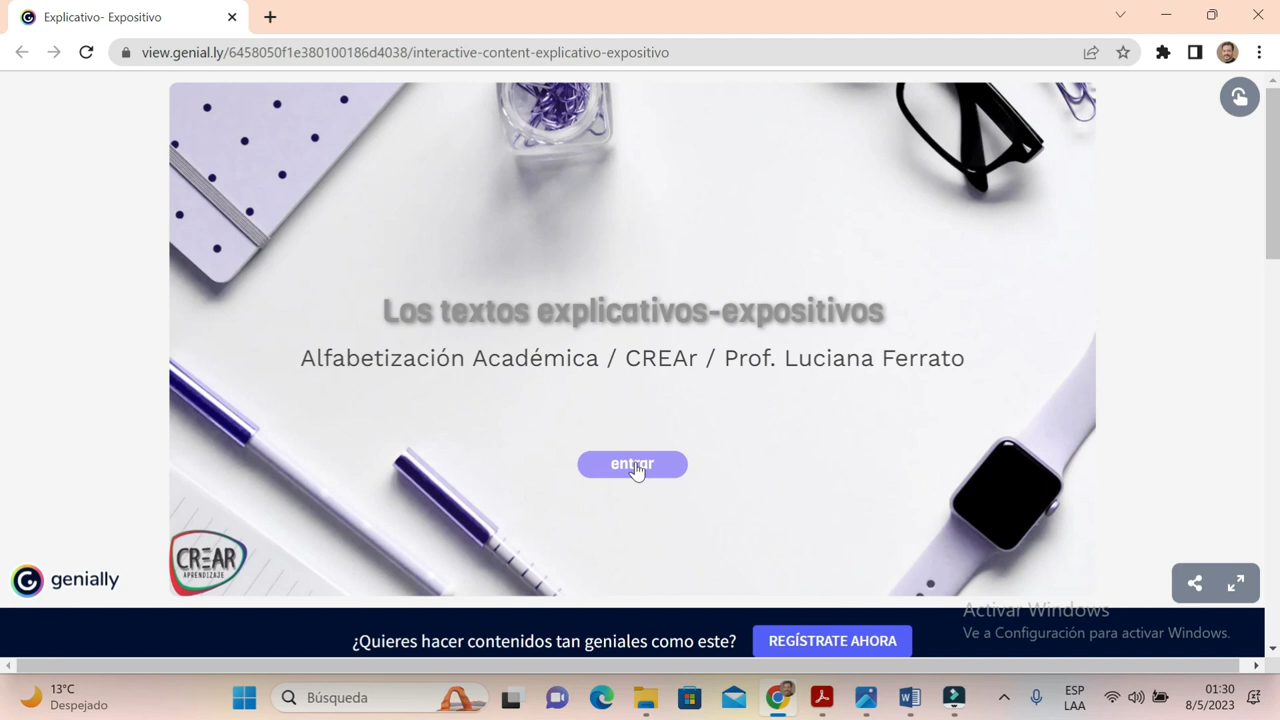 Explicativo- Expositivo
view.genial.ly/6458050f1e380100186d4038/interactive-content-explicativo-expositivo
Los textos explicativos-expositivos
Alfabetización Académica / CREAr / Prof. Luciana Ferrato
entrar
CREAR
APRENDIZAJE
genially
Activar Windows
Ve a Configuración para activar Windows.
¿Quieres hacer contenidos tan geniales como este?
REGÍSTRATE AHORA
13°C
Despejado
Búsqueda
ESP
LAA
01:30
8/5/2023